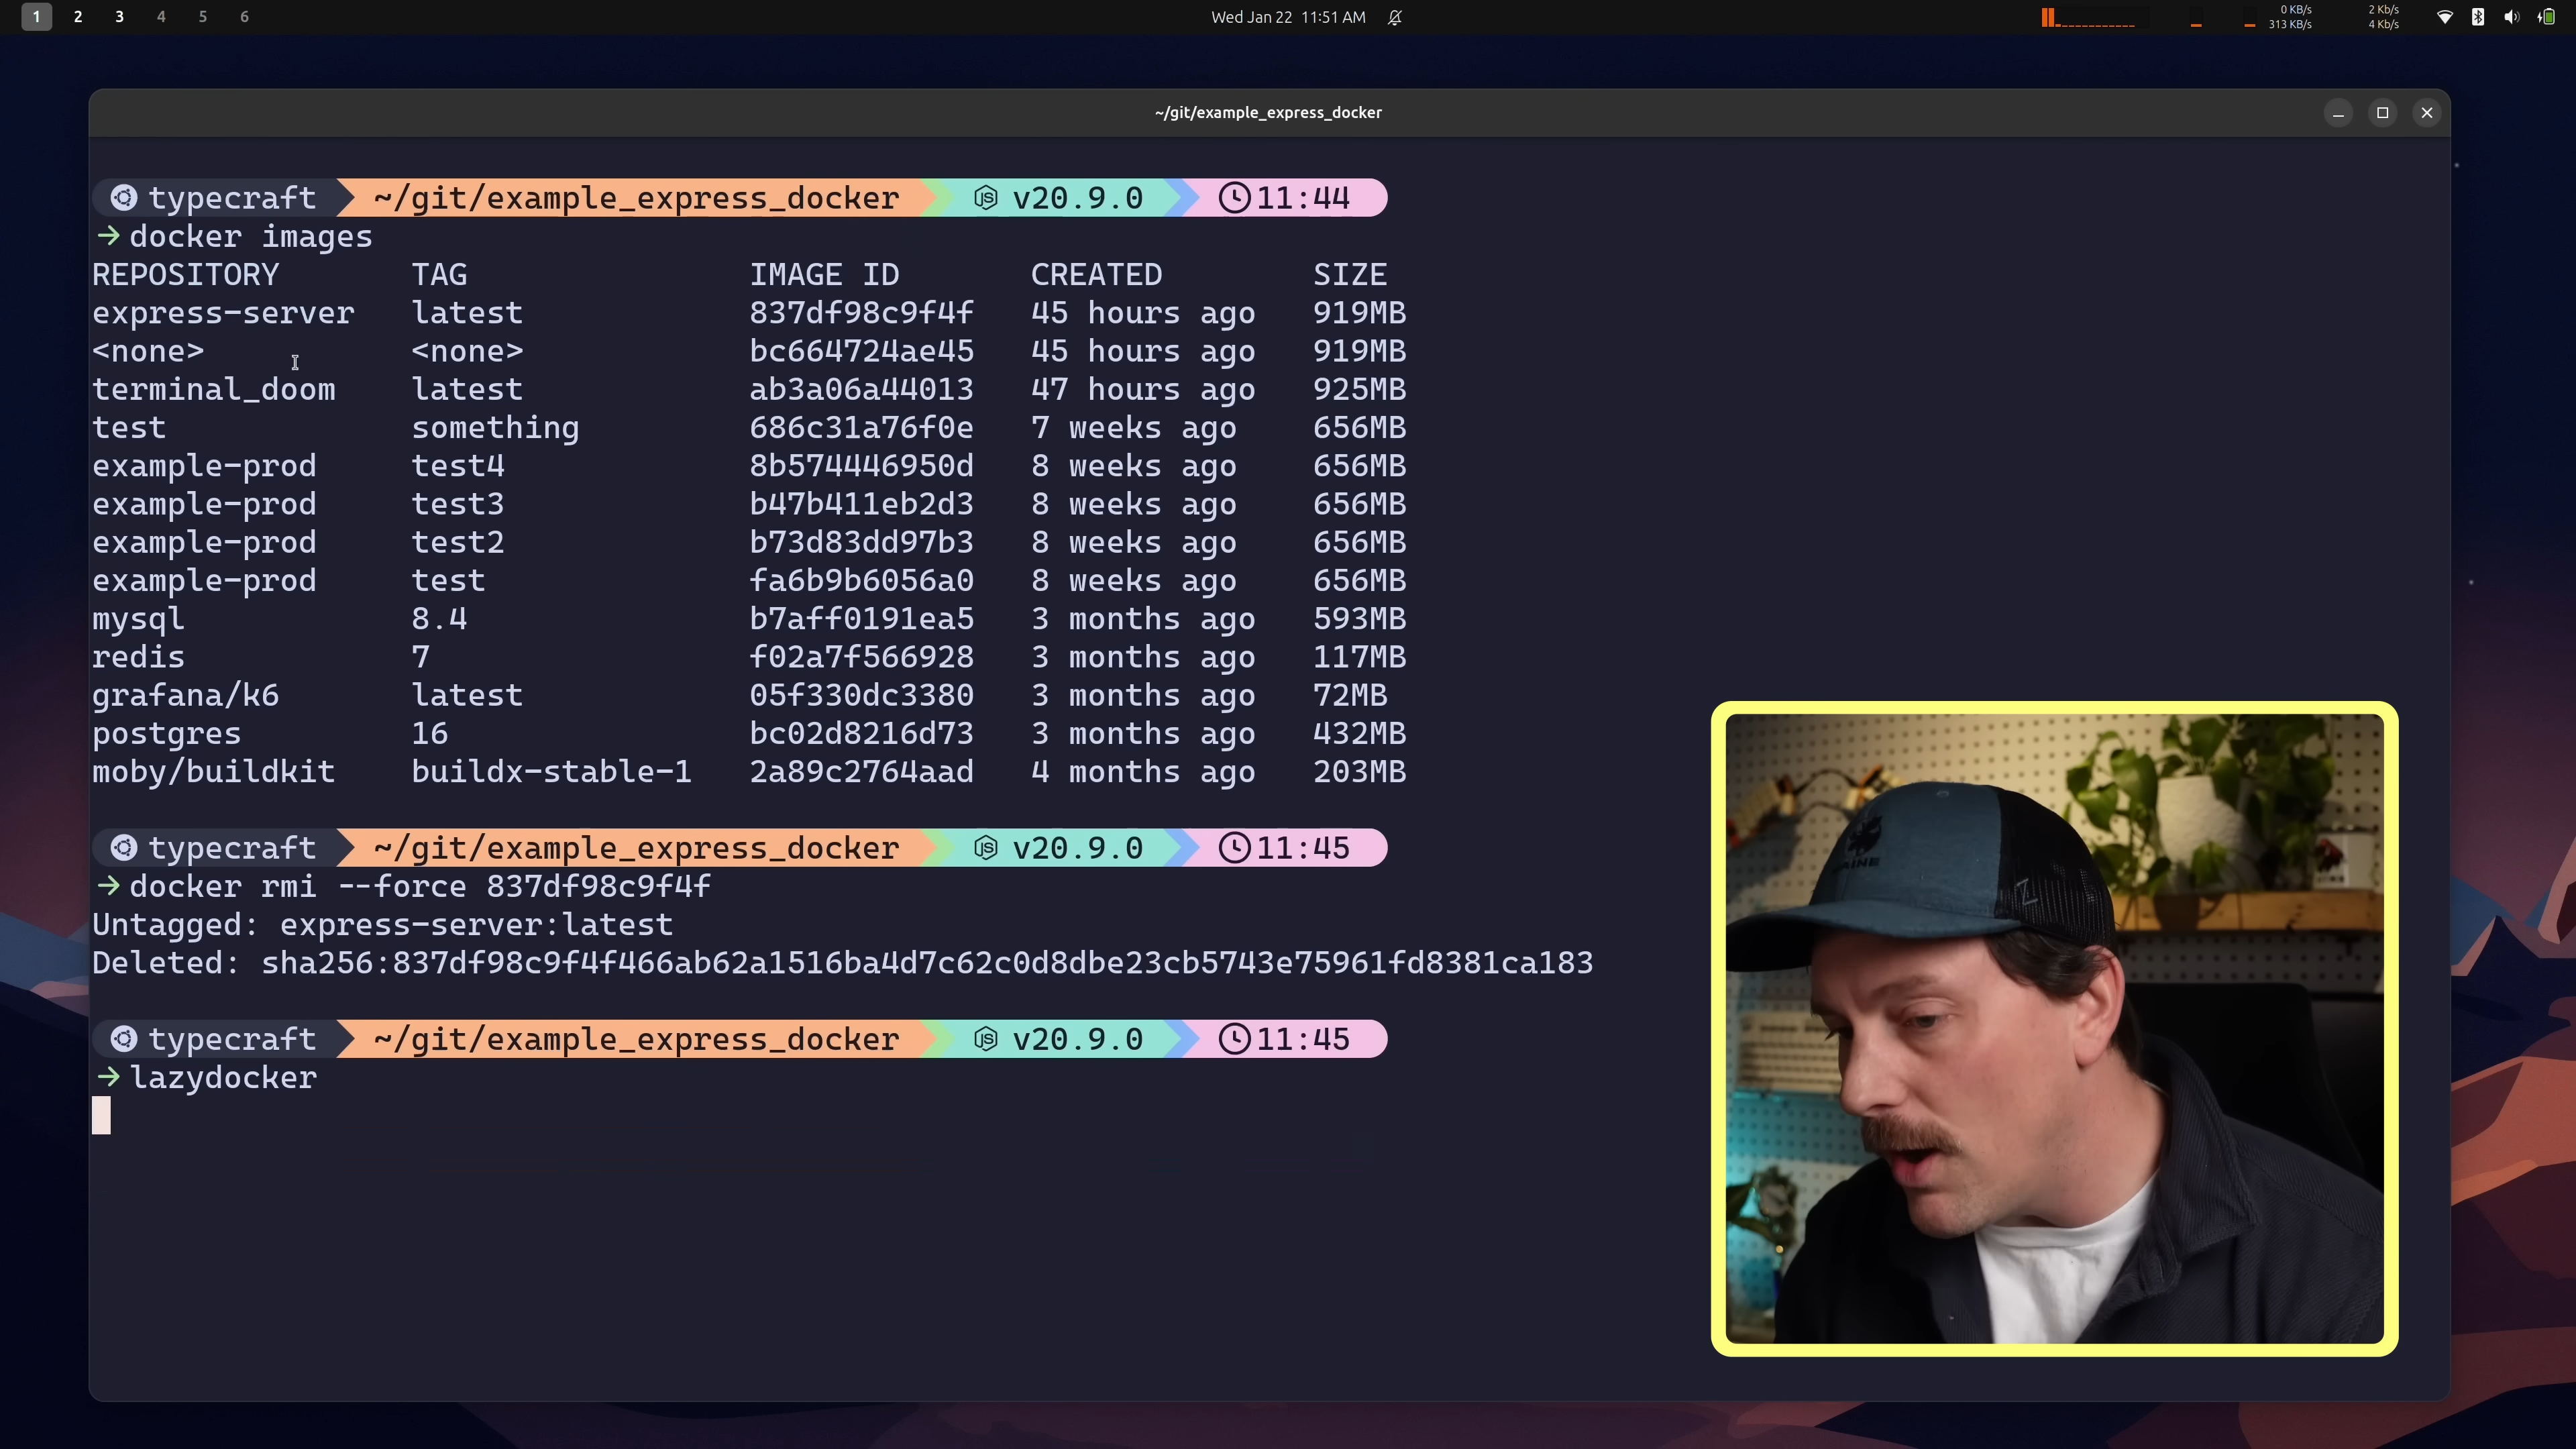 1 2 3 4 5 6
Wed Jan 22 11:51 AM
0 KB/s
313 KB/s
2 Kb/s
4 Kb/s
~/git/example_express_docker
typecraft ~/git/example_express_docker v20.9.0 11:44
→ docker images
REPOSITORY TAG IMAGE ID CREATED SIZE
express-server latest 837df98c9f4f 45 hours ago 919MB
<none> <none> bc664724ae45 45 hours ago 919MB
terminal_doom latest ab3a06a44013 47 hours ago 925MB
test something 686c31a76f0e 7 weeks ago 656MB
example-prod test4 8b574446950d 8 weeks ago 656MB
example-prod test3 b47b411eb2d3 8 weeks ago 656MB
example-prod test2 b73d83dd97b3 8 weeks ago 656MB
example-prod test fa6b9b6056a0 8 weeks ago 656MB
mysql 8.4 b7aff0191ea5 3 months ago 593MB
redis 7 f02a7f566928 3 months ago 117MB
grafana/k6 latest 05f330dc3380 3 months ago 72MB
postgres 16 bc02d8216d73 3 months ago 432MB
moby/buildkit buildx-stable-1 2a89c2764aad 4 months ago 203MB
typecraft ~/git/example_express_docker v20.9.0 11:45
→ docker rmi --force 837df98c9f4f
Untagged: express-server:latest
Deleted: sha256:837df98c9f4f466ab62a1516ba4d7c62c0d8dbe23cb5743e75961fd8381ca183
typecraft ~/git/example_express_docker v20.9.0 11:45
→ lazydocker